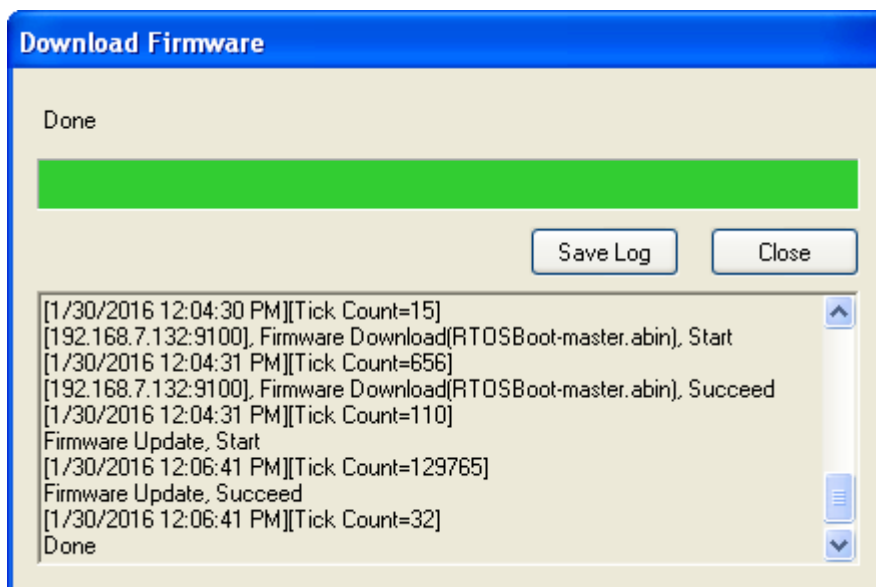 Download Firmware
Done
Save Log
Close
[1/30/2016 12:04:30 PM][Tick Count=15]
[192.168.7.132:9100], Firmware Download(RTOSBoot-master.abin), Start
[1/30/2016 12:04:31 PM][Tick Count=656]
[192.168.7.132:9100], Firmware Download(RTOSBoot-master.abin), Succeed
[1/30/2016 12:04:31 PM][Tick Count=110]
Firmware Update, Start
[1/30/2016 12:06:41 PM][Tick Count=129765]
Firmware Update, Succeed
[1/30/2016 12:06:41 PM][Tick Count=32]
Done